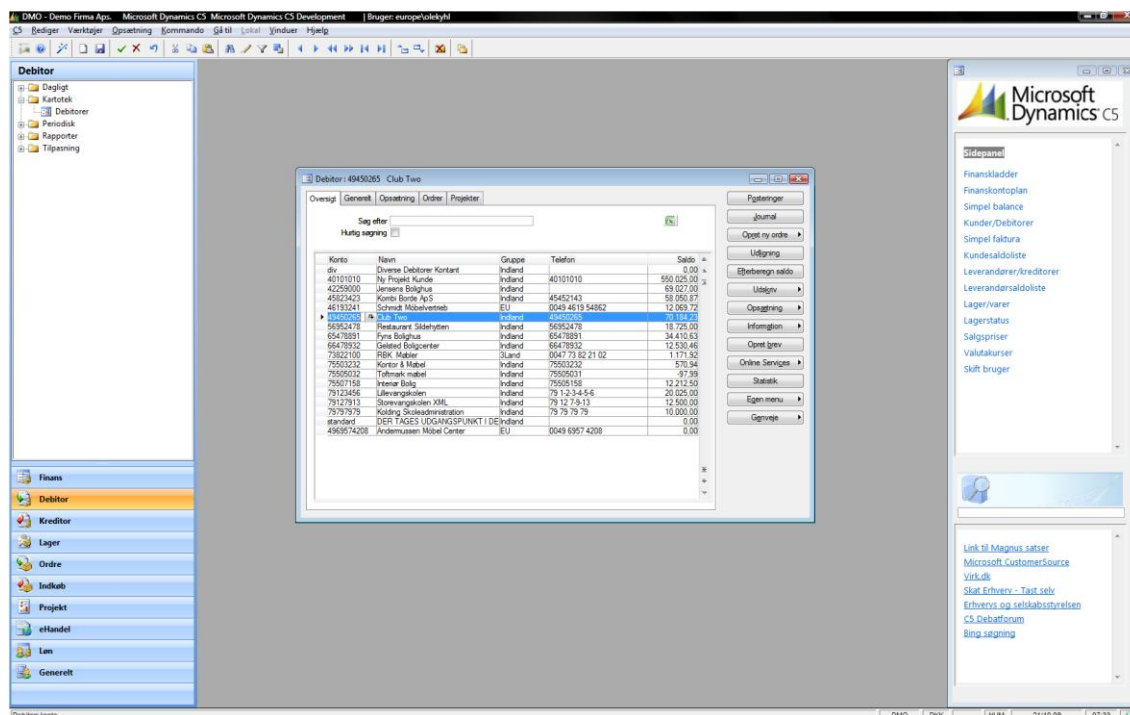 DMO - Demo Firma Aps. Microsoft Dynamics C5 Microsoft Dynamics C5 Development | Bruger: europe\olekyhl
C5 Rediger Værktøjer Opsætning Kommando Gå til Lokal Vinduer Hjælp
Debitor
Dagligt
Kartotek
Debitorer
Periodisk
Rapporter
Tilpasning
Finans
Debitor
Kreditor
Lager
Ordre
Indkøb
Projekt
eHandel
Løn
Generelt
Debitor : 49450265 Club Two
Oversigt Generelt Opsætning Ordrer Projekter
Søg efter
Hurtig søgning
Konto Navn Gruppe Telefon Saldo
div Diverse Debitorer Kontant Indland 0,00
40101010 Ny Projekt Kunde Indland 40101010 550.025,00
42259000 Jensens Bolighus Indland 69.027,00
45823423 Kombi Borde ApS Indland 45452143 58.050,87
46193241 Schmidt Möbelvertrieb EU 0049 4619 54862 12.069,72
49450265 Club Two Indland 49450265 70.184,23
56952478 Restaurant Sildehytten Indland 56952478 18.725,00
65478891 Fyns Bolighus Indland 65478891 34.410,63
66478932 Gelsted Boligcenter Indland 66478932 12.530,46
73822100 RBK Møbler 3Land 0047 73 82 21 02 1.171,92
75503232 Kontor & Møbel Indland 75503232 570,94
75505032 Toftmark møbel Indland 75505031 -97,99
75507158 Interiør Bolig Indland 75505158 12.212,50
79123456 Lillevangskolen Indland 79 1-2-3-4-5-6 20.025,00
79127913 Storevangskolen XML Indland 79 12 7-9-13 12.500,00
79797979 Kolding Skoleadministration Indland 79 79 79 79 10.000,00
standard DER TAGES UDGANGSPUNKT I DE Indland 0,00
4969574208 Andermussen Möbel Center EU 0049 6957 4208 0,00
Posteringer
Journal
Opret ny ordre
Udligning
Efterberegn saldo
Udskriv
Opsætning
Information
Opret brev
Online Services
Statistik
Egen menu
Genveje
Microsoft
Dynamics C5
Sidepanel
Finanskladder
Finanskontoplan
Simpel balance
Kunder/Debitorer
Simpel faktura
Kundesaldoliste
Leverandører/kreditorer
Leverandørsaldoliste
Lager/varer
Lagerstatus
Salgspriser
Valutakurser
Skift bruger
Link til Magnus satser
Microsoft CustomerSource
Virk.dk
Skat Erhverv - Tast selv
Erhvervs og selskabsstyrelsen
C5 Debatforum
Bing søgning